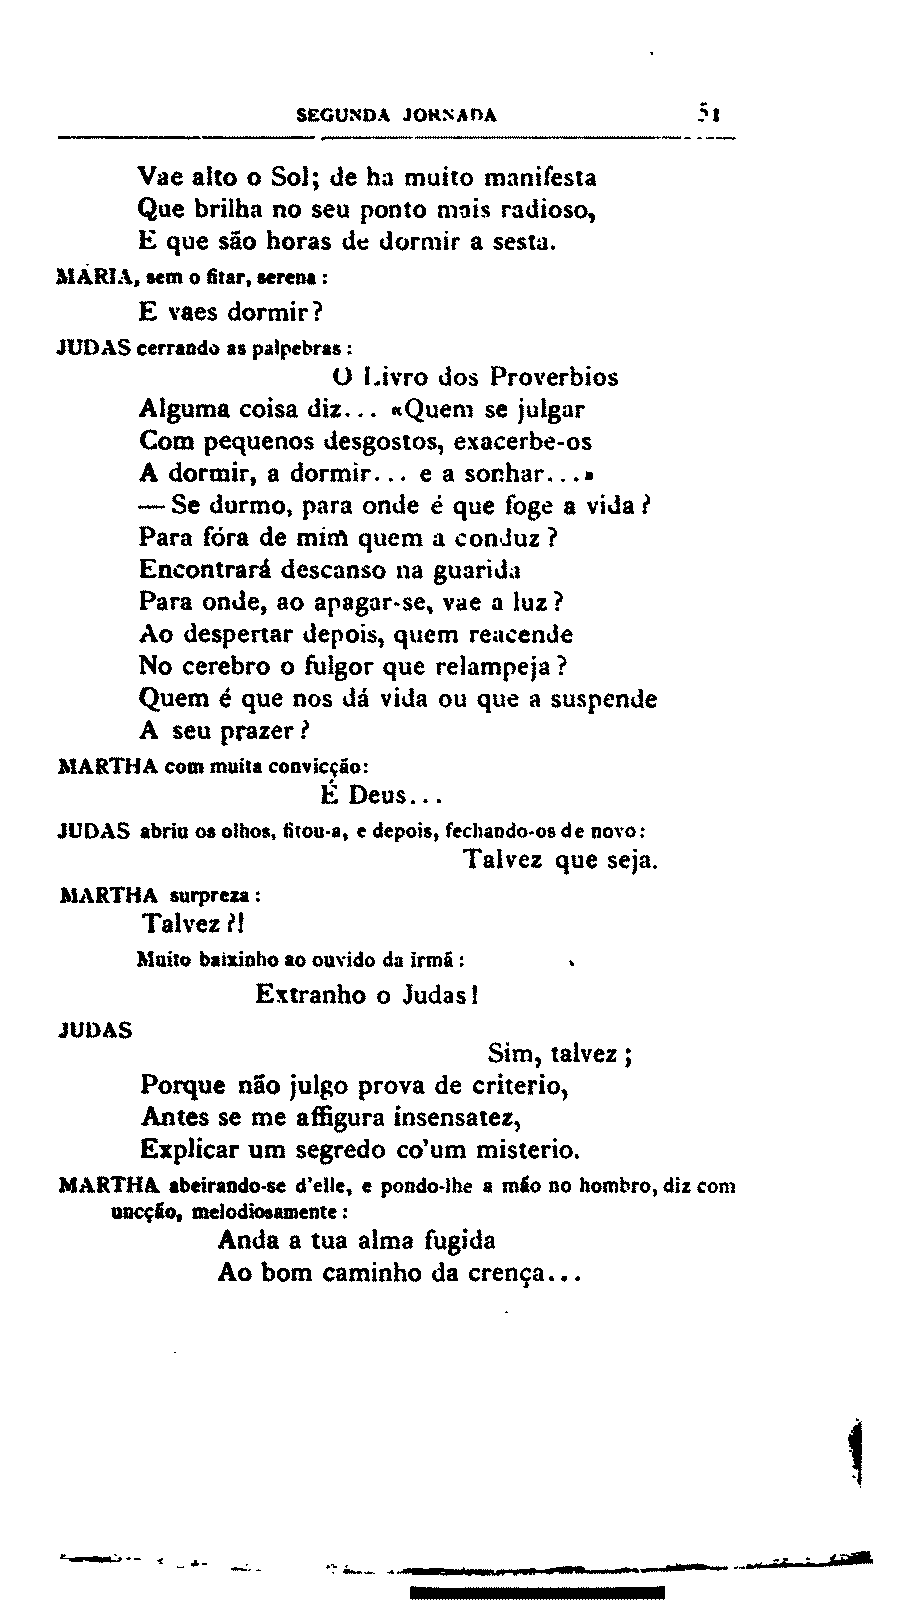 SEGUNDA JORNADA 51
Vae alto o Sol; de ha muito manifesta
Que brilha no seu ponto mais radioso,
E que são horas de dormir a sesta.
MARIA, sem o fitar, serena:
E vaes dormir?
JUDAS cerrando as palpebras:
O Livro dos Proverbios
Alguma coisa diz... «Quem se julgar
Com pequenos desgostos, exacerbe-os
A dormir, a dormir... e a sonhar...»
— Se durmo, para onde é que foge a vida?
Para fóra de mim quem a conduz?
Encontrará descanso na guarida
Para onde, ao apagar-se, vae a luz?
Ao despertar depois, quem reacende
No cerebro o fulgor que relampeja?
Quem é que nos dá vida ou que a suspende
A seu prazer?
MARTHA com muita convicção:
É Deus...
JUDAS abriu os olhos, fitou-a, e depois, fechando-os de novo:
Talvez que seja.
MARTHA surpreza:
Talvez?!
Muito baixinho ao ouvido da irmã:
Extranho o Judas!
JUDAS
Sim, talvez;
Porque não julgo prova de criterio,
Antes se me affigura insensatez,
Explicar um segredo co'um misterio.
MARTHA abeirando-se d'elle, e pondo-lhe a mão no hombro, diz com
uncção, melodiosamente:
Anda a tua alma fugida
Ao bom caminho da crença...